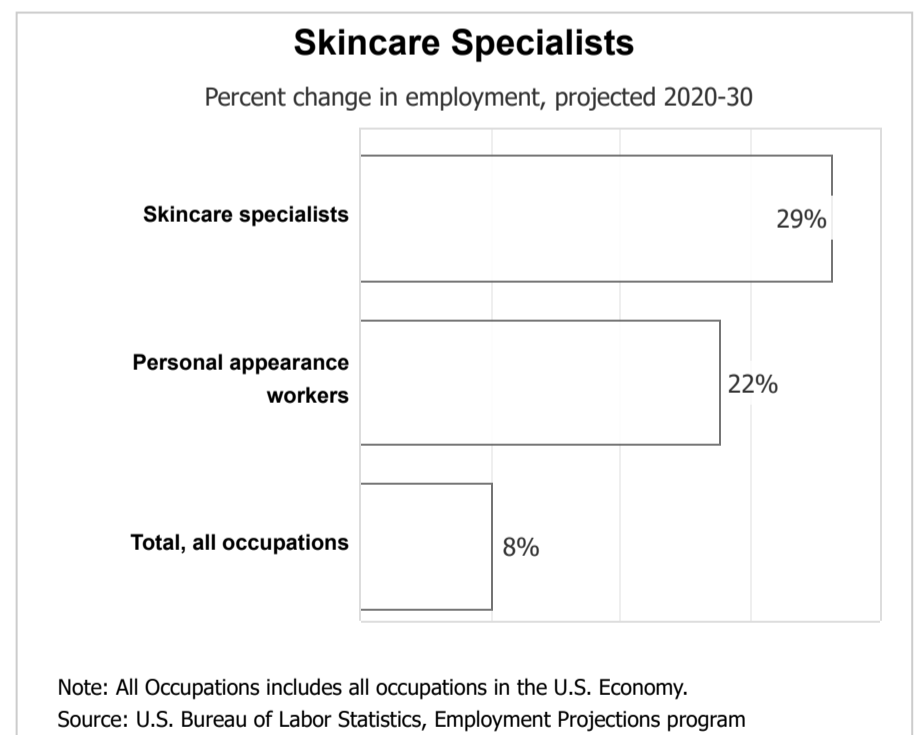 Skincare Specialists
Percent change in employment, projected 2020-30
Skincare specialists
29%
Personal appearance
workers
22%
Total, all occupations
8%
Note: All Occupations includes all occupations in the U.S. Economy.
Source: U.S. Bureau of Labor Statistics, Employment Projections program